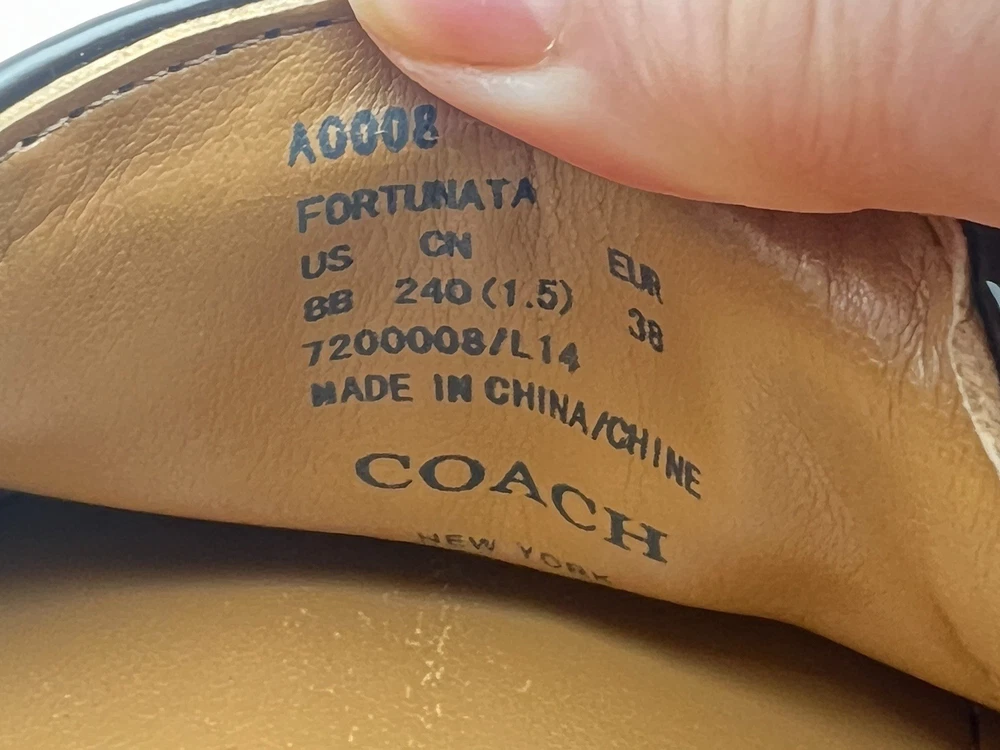 A0008
FORTUNATA
US CN EUR
8B 240(1.5) 38
7200008/L14
MADE IN CHINA/CHINE
COACH
NEW YORK